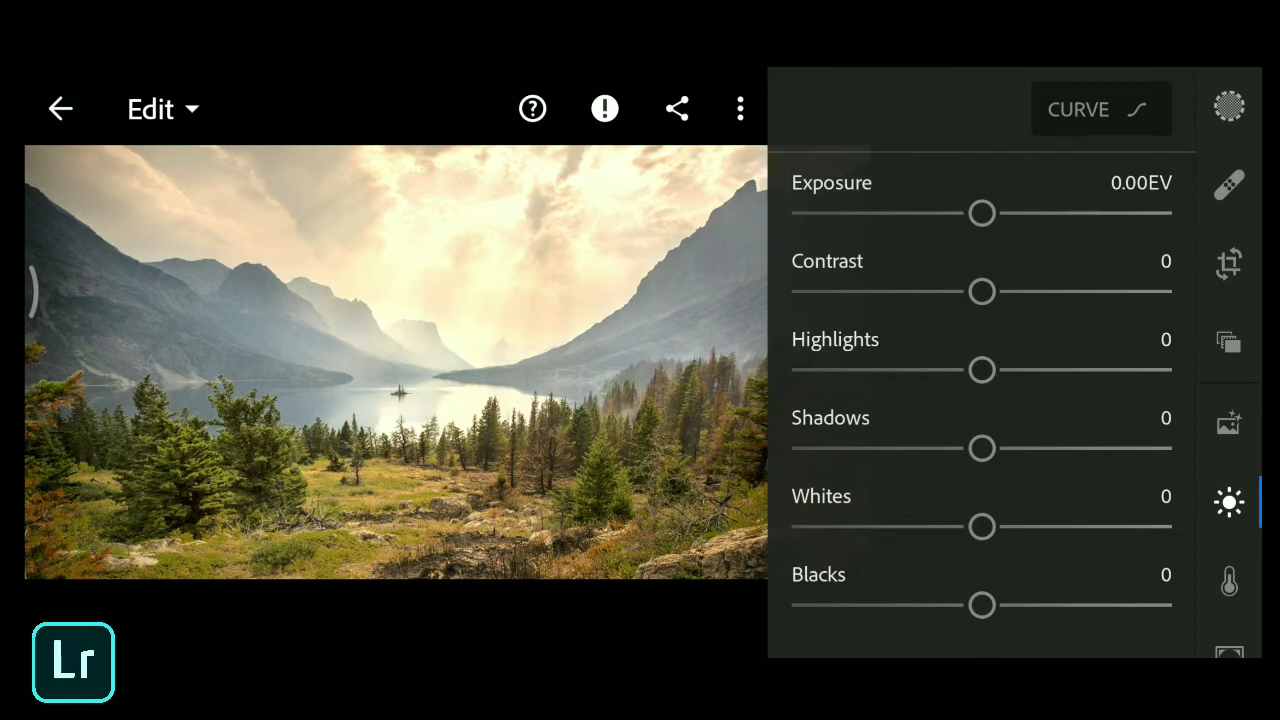 Edit
CURVE
Exposure 0.00EV
Contrast 0
Highlights 0
Shadows 0
Whites 0
Blacks 0
Lr